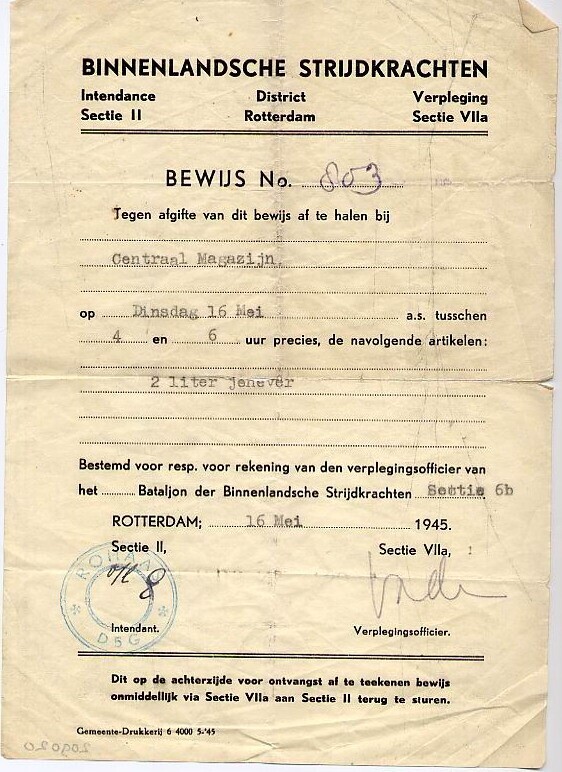 BINNENLANDSCHE STRIJDKRACHTEN
Intendance District Verpleging
Sectie II Rotterdam Sectie VIIa
BEWIJS No. 803
Tegen afgifte van dit bewijs af te halen bij
Centraal Magazijn
op Dinsdag 16 Mei a.s. tusschen
4 en 6 uur precies, de navolgende artikelen:
2 liter jenever
Bestemd voor resp. voor rekening van den verplegingsofficier van
het Bataljon der Binnenlandsche Strijdkrachten Sectie 6b
ROTTERDAM; 16 Mei 1945.
Sectie II, Sectie VIIa,
D5G
Intendant. Verplegingsofficier.
Dit op de achterzijde voor ontvangst af te teekenen bewijs
onmiddellijk via Sectie VIIa aan Sectie II terug te sturen.
Gemeente-Drukkerij 6 4000 5-'45
209020